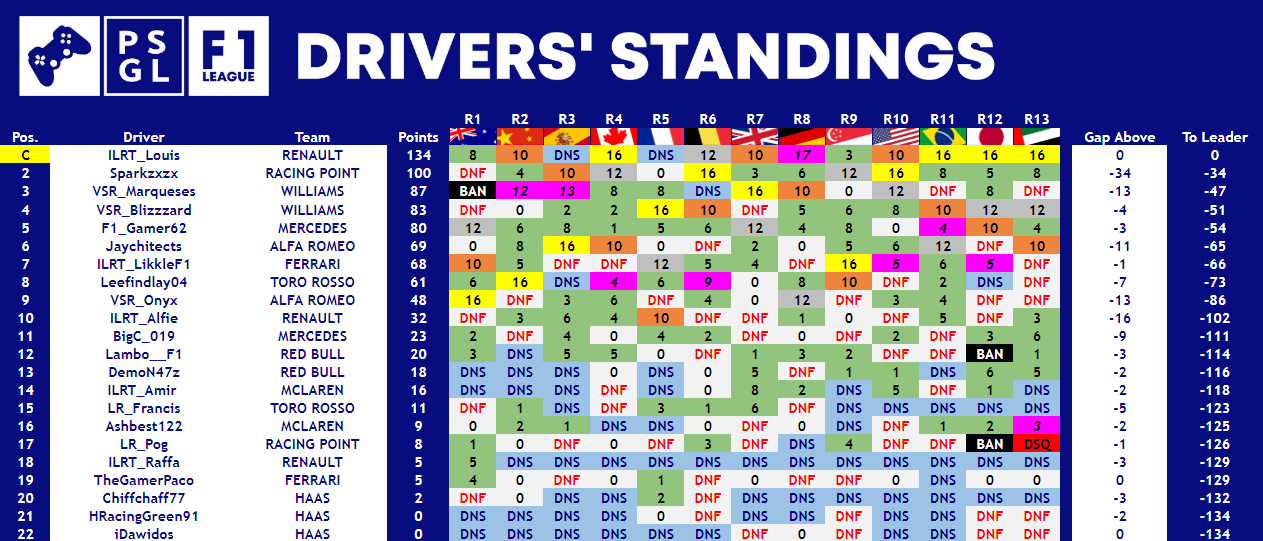 PS GL F1 LEAGUE DRIVERS' STANDINGS
R1 R2 R3 R4 R5 R6 R7 R8 R9 R10 R11 R12 R13
Pos. Driver Team Points Gap Above To Leader
C ILRT_Louis RENAULT 134 8 10 DNS 16 DNS 12 10 17 3 10 16 16 16 0 0
2 Sparkzxzx RACING POINT 100 DNF 4 10 12 0 16 3 6 12 16 8 5 8 -34 -34
3 VSR_Marqueses WILLIAMS 87 BAN 12 13 8 8 DNS 16 10 0 12 DNF 8 DNF -13 -47
4 VSR_Blizzzard WILLIAMS 83 DNF 0 2 2 16 10 DNF 5 6 8 10 12 12 -4 -51
5 F1_Gamer62 MERCEDES 80 12 6 8 1 5 6 12 4 8 0 4 10 4 -3 -54
6 Jaychitects ALFA ROMEO 69 0 8 16 10 0 DNF 2 0 5 6 12 DNF 10 -11 -65
7 ILRT_LikkleF1 FERRARI 68 10 5 DNF DNF 12 5 4 DNF 16 5 6 5 DNF -1 -66
8 Leefindlay04 TORO ROSSO 61 6 16 DNS 4 6 9 0 8 10 DNF 2 DNS DNF -7 -73
9 VSR_Onyx ALFA ROMEO 48 16 DNF 3 6 DNF 4 0 12 DNF 3 4 DNF DNF -13 -86
10 ILRT_Alfie RENAULT 32 DNF 3 6 4 10 DNF DNF 1 0 DNF 5 DNF 3 -16 -102
11 BigC_019 MERCEDES 23 2 DNF 4 0 4 2 DNF 0 DNF 2 DNF 3 6 -9 -111
12 Lambo__F1 RED BULL 20 3 DNS 5 5 0 DNF 1 3 2 DNF DNF BAN 1 -3 -114
13 DemoN47z RED BULL 18 DNS DNS DNS 0 DNS 0 5 DNF 1 1 DNS 6 5 -2 -116
14 ILRT_Amir MCLAREN 16 DNS DNS DNS DNF DNS 0 8 2 DNS 5 DNF 1 DNS -2 -118
15 LR_Francis TORO ROSSO 11 DNF 1 DNS DNF 3 1 6 DNF DNS DNF DNS DNS DNS -5 -123
16 Ashbest122 MCLAREN 9 0 2 1 DNS DNS 0 DNF 0 DNS DNF 1 2 3 -2 -125
17 LR_Pog RACING POINT 8 1 0 DNF 0 DNF 3 DNF DNS 4 DNF DNF BAN DSQ -1 -126
18 ILRT_Raffa RENAULT 5 5 DNS DNS DNS DNS DNS DNS DNS DNS DNS DNS DNS DNS -3 -129
19 TheGamerPaco FERRARI 5 4 0 DNF 0 1 DNF 0 DNF DNF 0 DNS 0 0 0 -129
20 Chiffchaff77 HAAS 2 DNF 0 DNS DNS 2 DNF 0 DNF DNS DNS DNS DNS DNS -3 -132
21 HRacingGreen91 HAAS 0 DNS DNS DNS DNS 0 DNF DNS DNS DNS 0 DNS DNF DNF -2 -134
22 iDawidos HAAS 0 DNS DNS DNS DNS DNS DNS DNF 0 DNF 0 DNF DNF DNF 0 -134